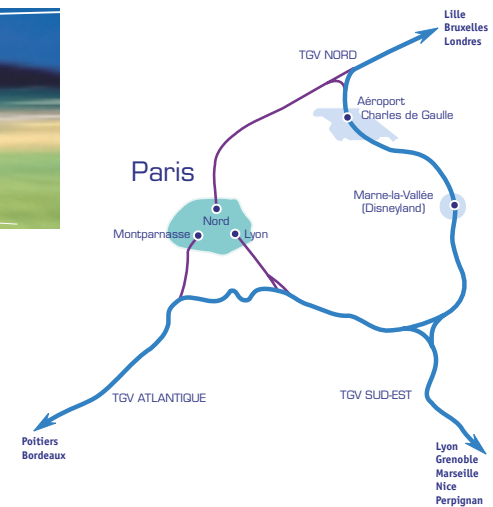 Lille
Bruxelles
Londres
TGV NORD
Aéroport
Charles de Gaulle
Paris
Marne-la-Vallée
(Disneyland)
Nord
Montparnasse
Lyon
TGV ATLANTIQUE
TGV SUD-EST
Poitiers
Bordeaux
Lyon
Grenoble
Marseille
Nice
Perpignan